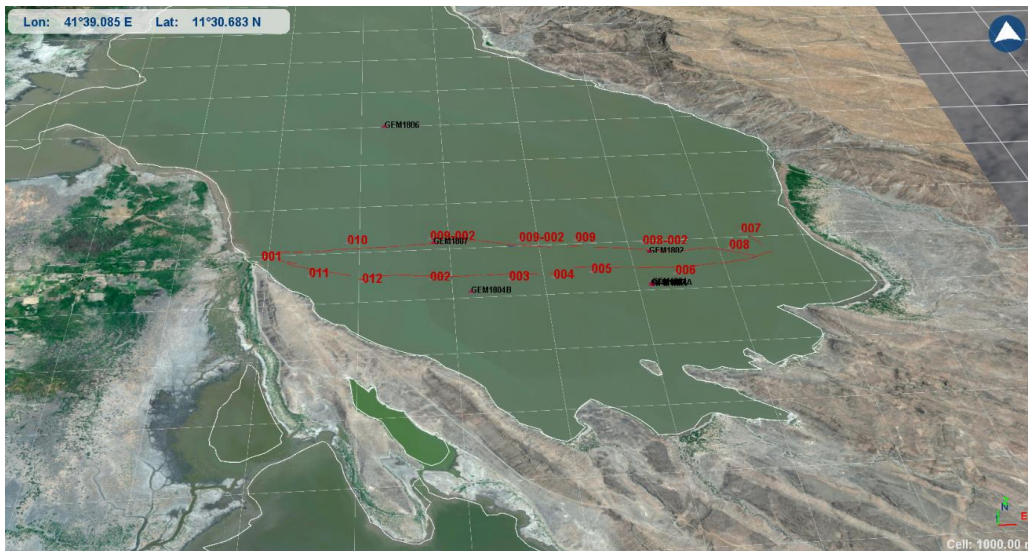 Lon: 41°39.085 E Lat: 11°30.683 N
GEM1806
007
010 009-002 009-002 009 008-002
GEM1807
008
001 GEM1802
011 012 002 003 004 005 006
GEM1804B
N
E
Cell: 1000.00